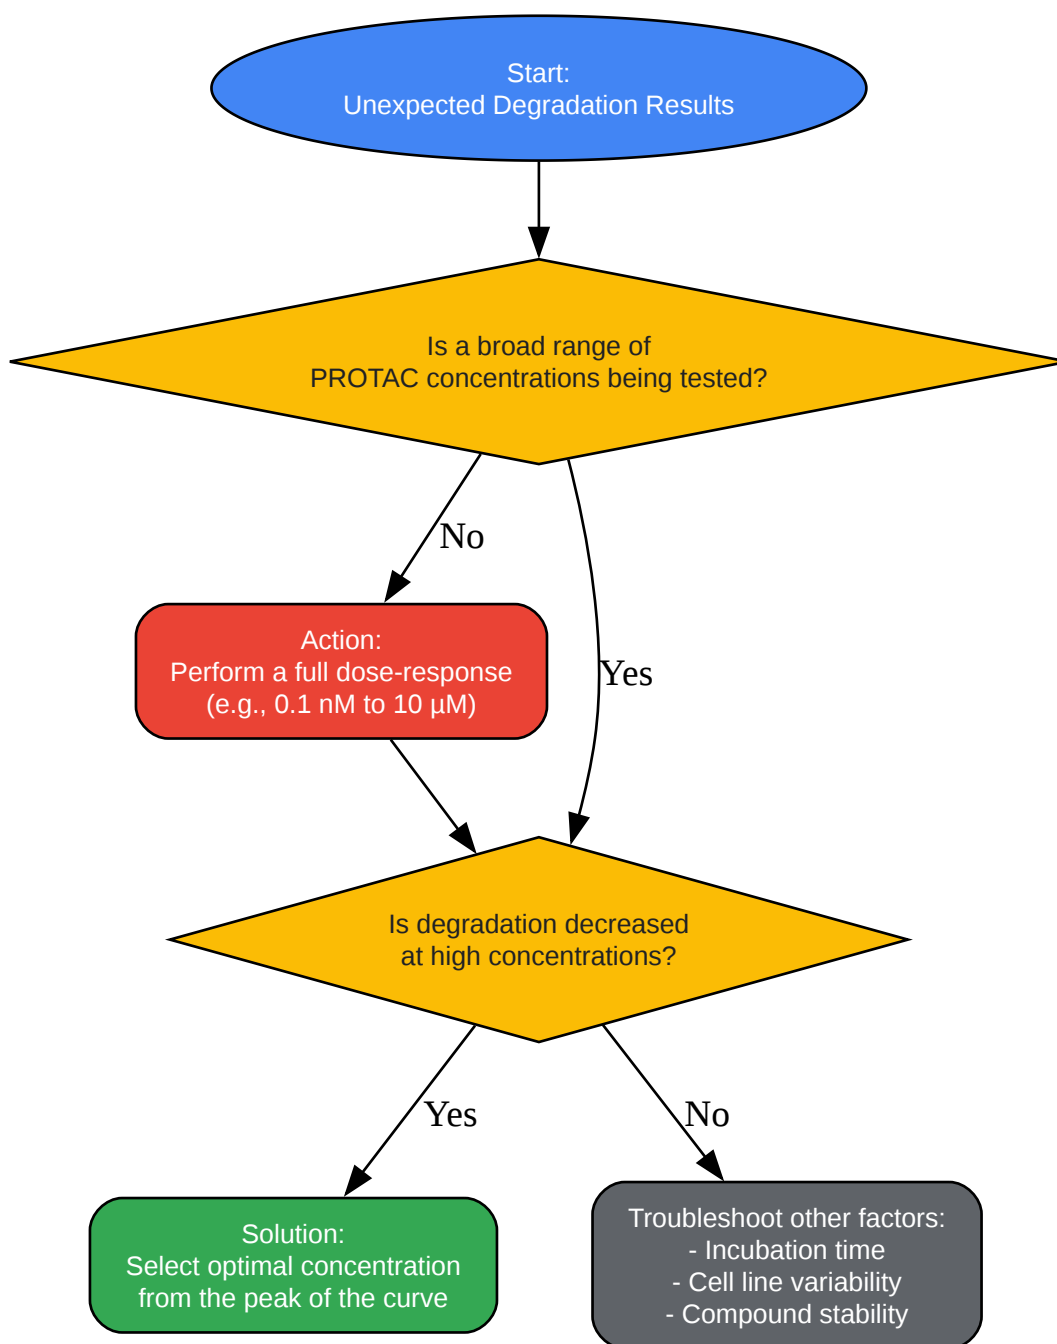 Start:
Unexpected Degradation Results
Is a broad range of
PROTAC concentrations being tested?
No
Action:
Perform a full dose-response
(e.g., 0.1 nM to 10 µM)
Yes
Is degradation decreased
at high concentrations?
Yes
No
Solution:
Select optimal concentration
from the peak of the curve
Troubleshoot other factors:
- Incubation time
- Cell line variability
- Compound stability